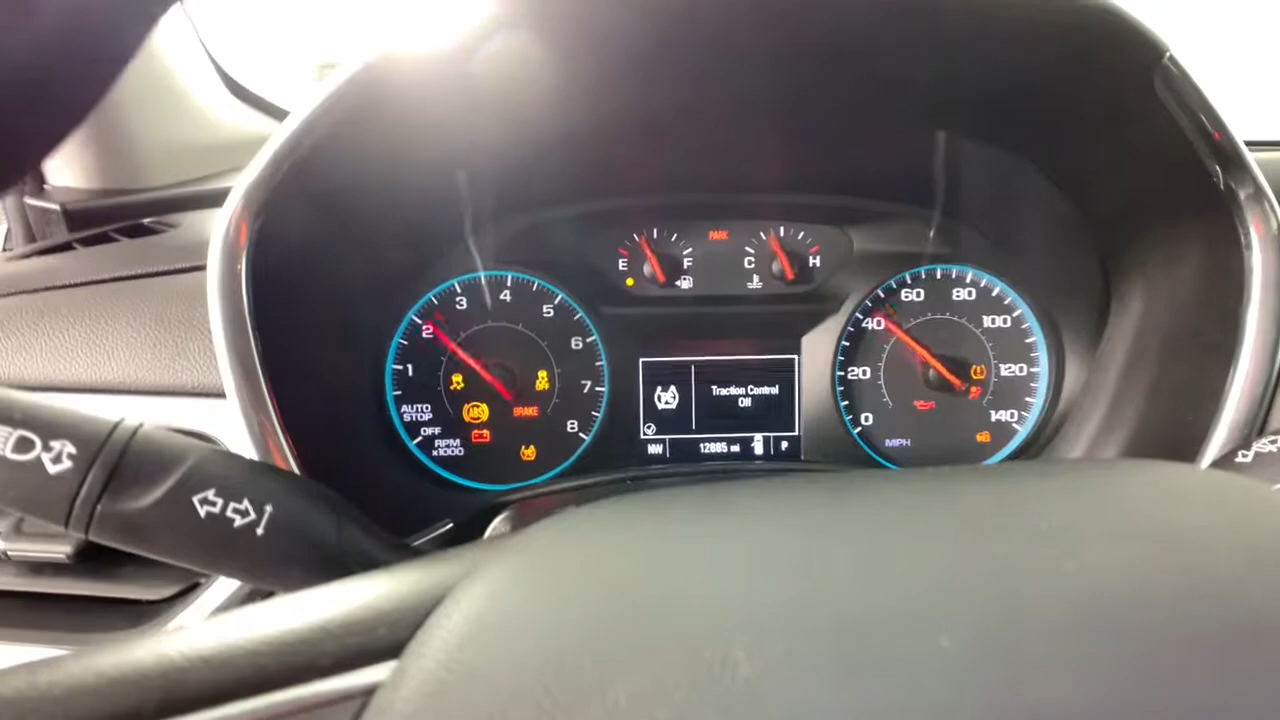 E
F
PARK
C
H
1
2
3
4
5
6
7
8
AUTO
STOP
OFF
RPM
x1000
OFF
ABS
BRAKE
Traction Control
Off
NW
12885 mi
P
0
20
40
60
80
100
120
140
MPH